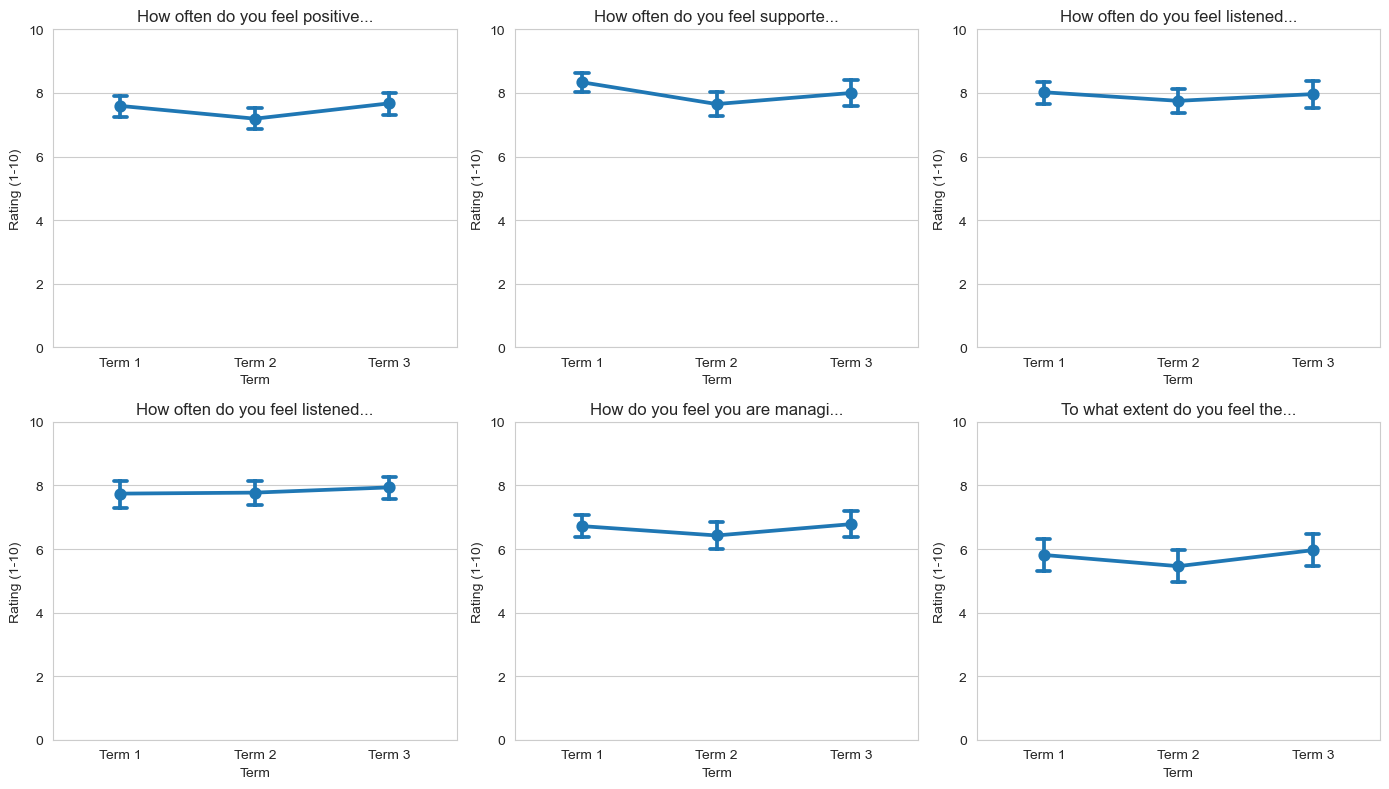 How often do you feel positive...
Rating (1-10)
10
8
6
4
2
0
Term 1 Term 2 Term 3
Term
How often do you feel supporte...
Rating (1-10)
10
8
6
4
2
0
Term 1 Term 2 Term 3
Term
How often do you feel listened...
Rating (1-10)
10
8
6
4
2
0
Term 1 Term 2 Term 3
Term
How often do you feel listened...
Rating (1-10)
10
8
6
4
2
0
Term 1 Term 2 Term 3
Term
How do you feel you are managi...
Rating (1-10)
10
8
6
4
2
0
Term 1 Term 2 Term 3
Term
To what extent do you feel the...
Rating (1-10)
10
8
6
4
2
0
Term 1 Term 2 Term 3
Term